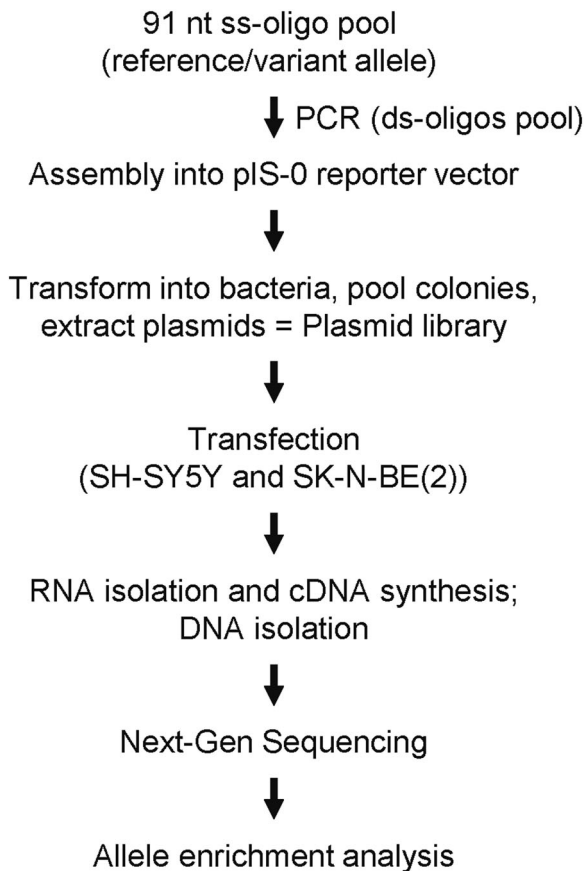 91 nt ss-oligo pool
(reference/variant allele)
PCR (ds-oligos pool)
Assembly into pIS-0 reporter vector
Transform into bacteria, pool colonies,
extract plasmids = Plasmid library
Transfection
(SH-SY5Y and SK-N-BE(2))
RNA isolation and cDNA synthesis;
DNA isolation
Next-Gen Sequencing
Allele enrichment analysis